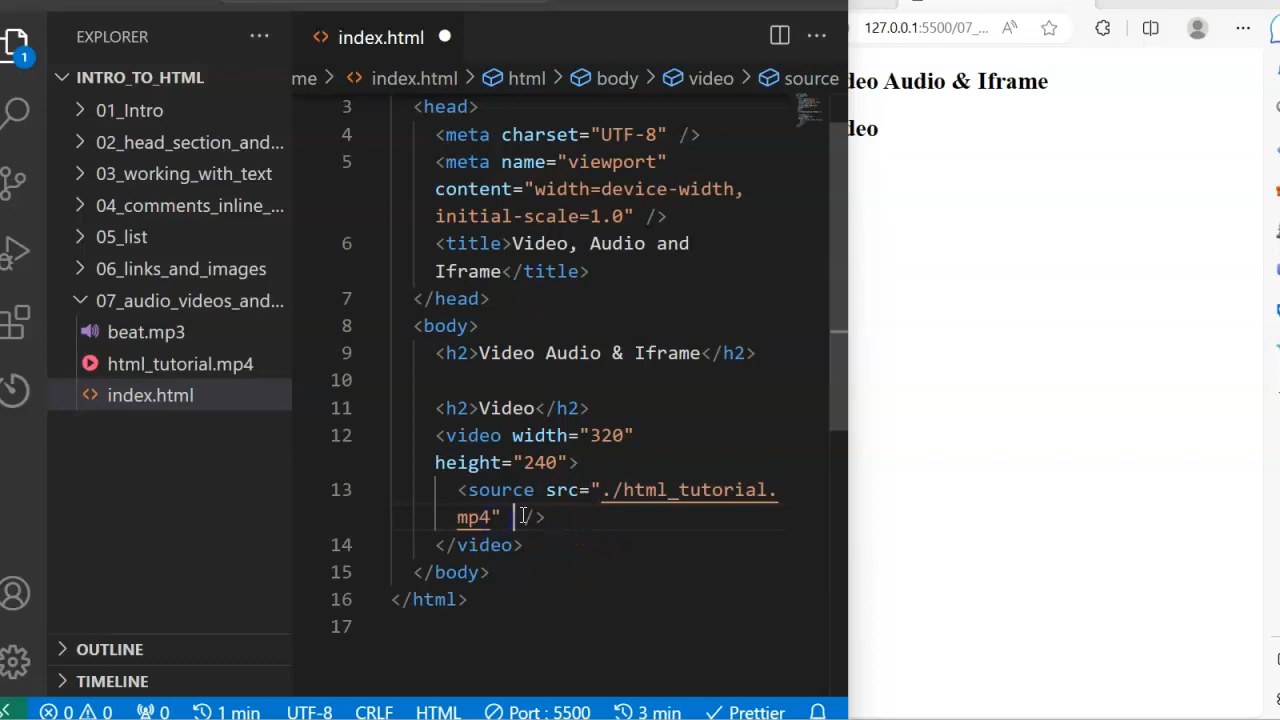 EXPLORER
1
INTRO_TO_HTML
01_Intro
02_head_section_and...
03_working_with_text
04_comments_inline_...
05_list
06_links_and_images
07_audio_videos_and...
beat.mp3
html_tutorial.mp4
index.html
OUTLINE
TIMELINE
index.html
me > index.html > html > body > video > source
3 <head>
4 <meta charset="UTF-8" />
5 <meta name="viewport"
content="width=device-width,
initial-scale=1.0" />
6 <title>Video, Audio and
Iframe</title>
7 </head>
8 <body>
9 <h2>Video Audio & Iframe</h2>
10
11 <h2>Video</h2>
12 <video width="320"
height="240">
13 <source src="./html_tutorial.
mp4" />
14 </video>
15 </body>
16 </html>
17
0 0 0 1 min UTF-8 CRLF HTML Port : 5500 3 min Prettier
127.0.0.1:5500/07_...
deo Audio & Iframe
deo